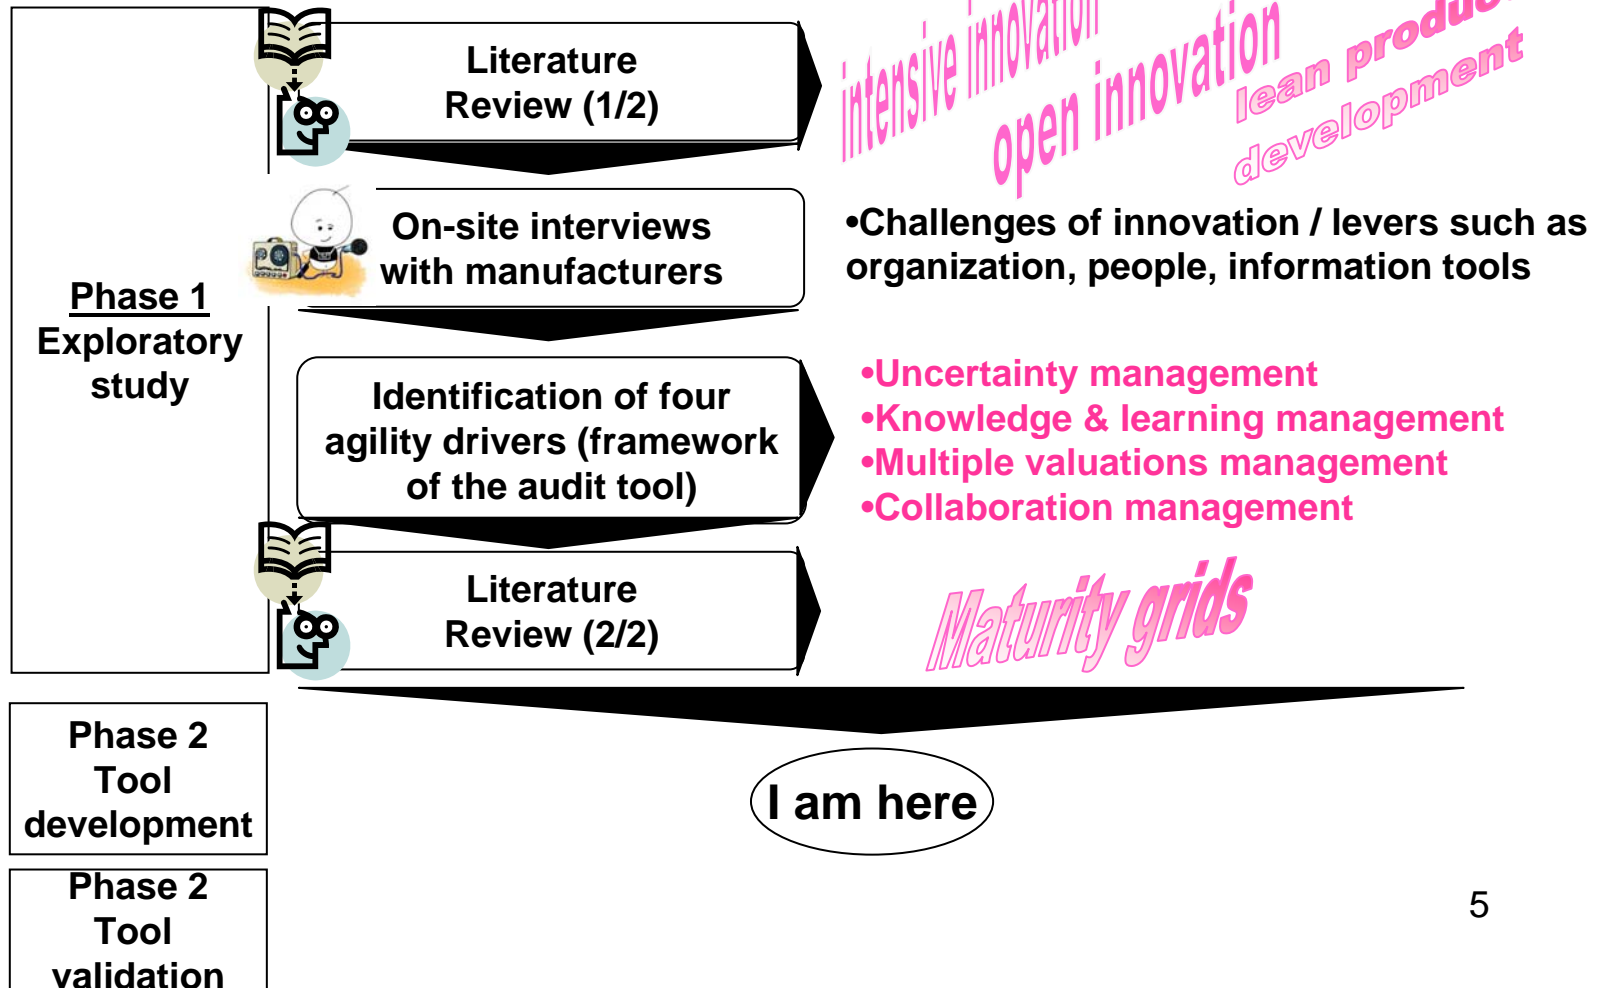 Phase 1
Exploratory
study
Literature
Review (1/2)
intensive innovation
open innovation
lean
development
On-site interviews
with manufacturers
•Challenges of innovation / levers such as
organization, people, information tools
Identification of four
agility drivers (framework
of the audit tool)
•Uncertainty management
•Knowledge & learning management
•Multiple valuations management
•Collaboration management
Literature
Review (2/2)
Maturity grids
Phase 2
Tool
development
I am here
Phase 2
Tool
validation
5